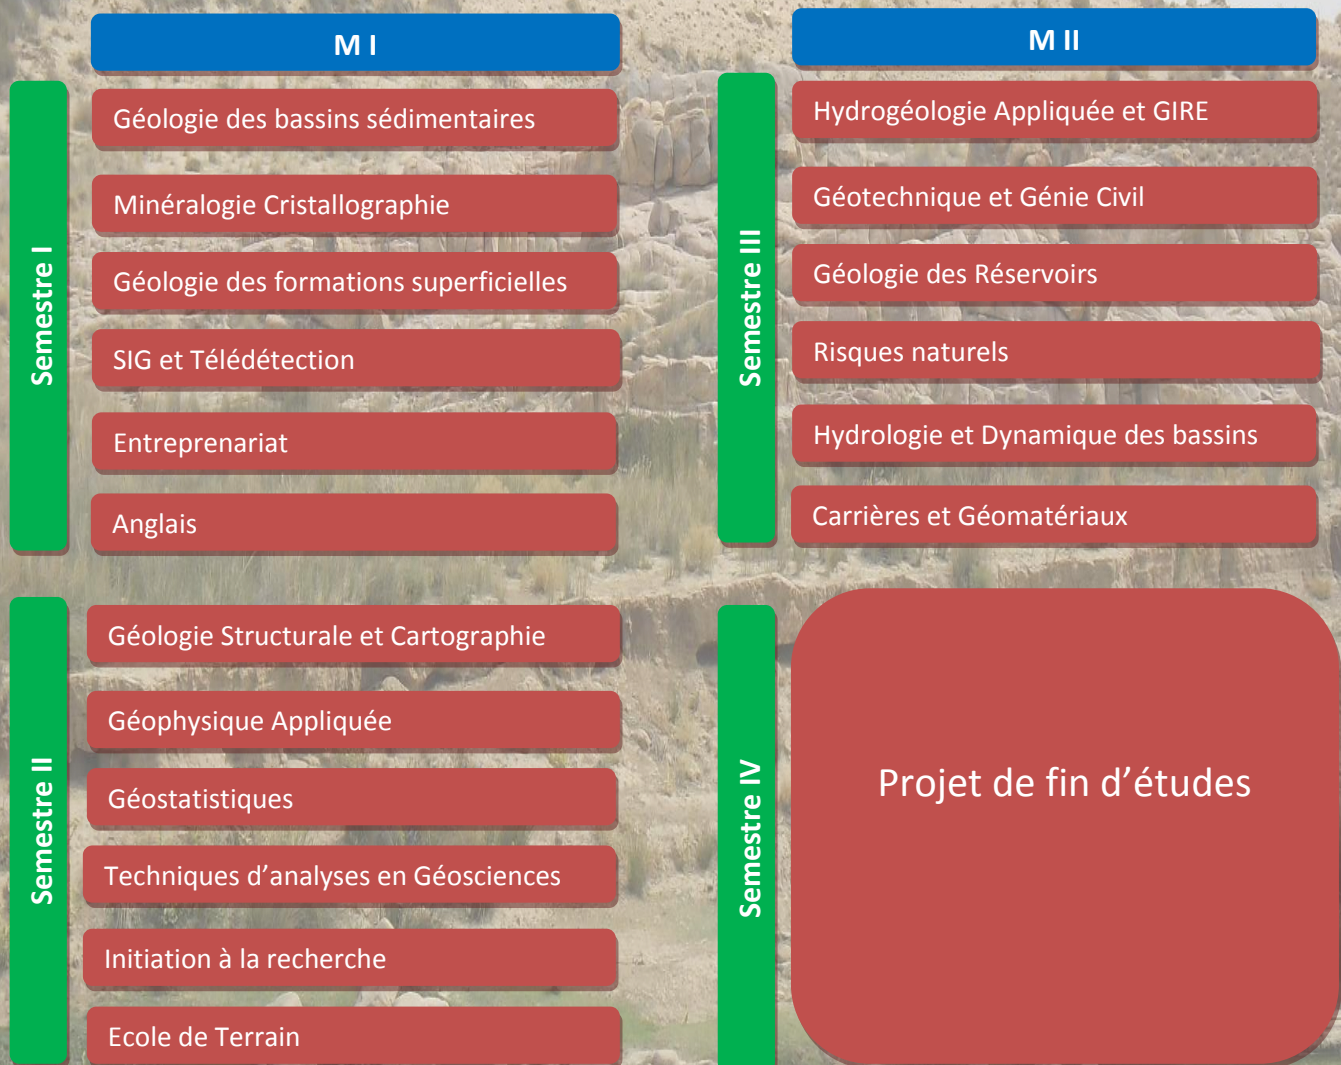 M I
Semestre I
Géologie des bassins sédimentaires
Minéralogie Cristallographie
Géologie des formations superficielles
SIG et Télédétection
Entreprenariat
Anglais
Semestre II
Géologie Structurale et Cartographie
Géophysique Appliquée
Géostatistiques
Techniques d’analyses en Géosciences
Initiation à la recherche
Ecole de Terrain
M II
Semestre III
Hydrogéologie Appliquée et GIRE
Géotechnique et Génie Civil
Géologie des Réservoirs
Risques naturels
Hydrologie et Dynamique des bassins
Carrières et Géomatériaux
Semestre IV
Projet de fin d’études